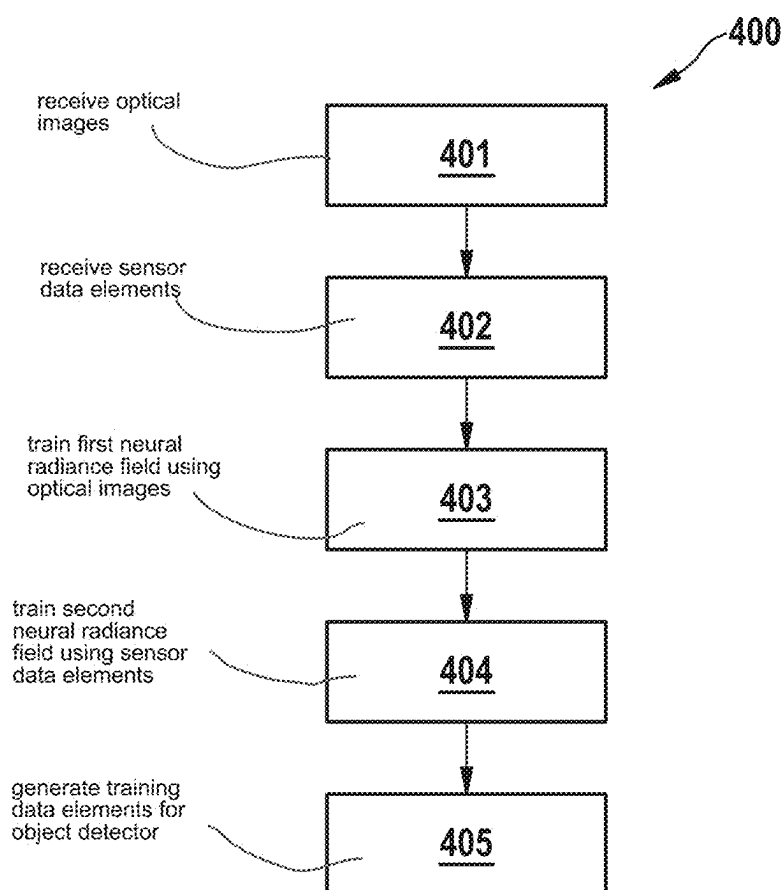 400
receive optical
images
401
receive sensor
data elements
402
train first neural
radiance field using
optical images
403
train second
neural radiance
field using sensor
data elements
404
generate training
data elements for
object detector
405